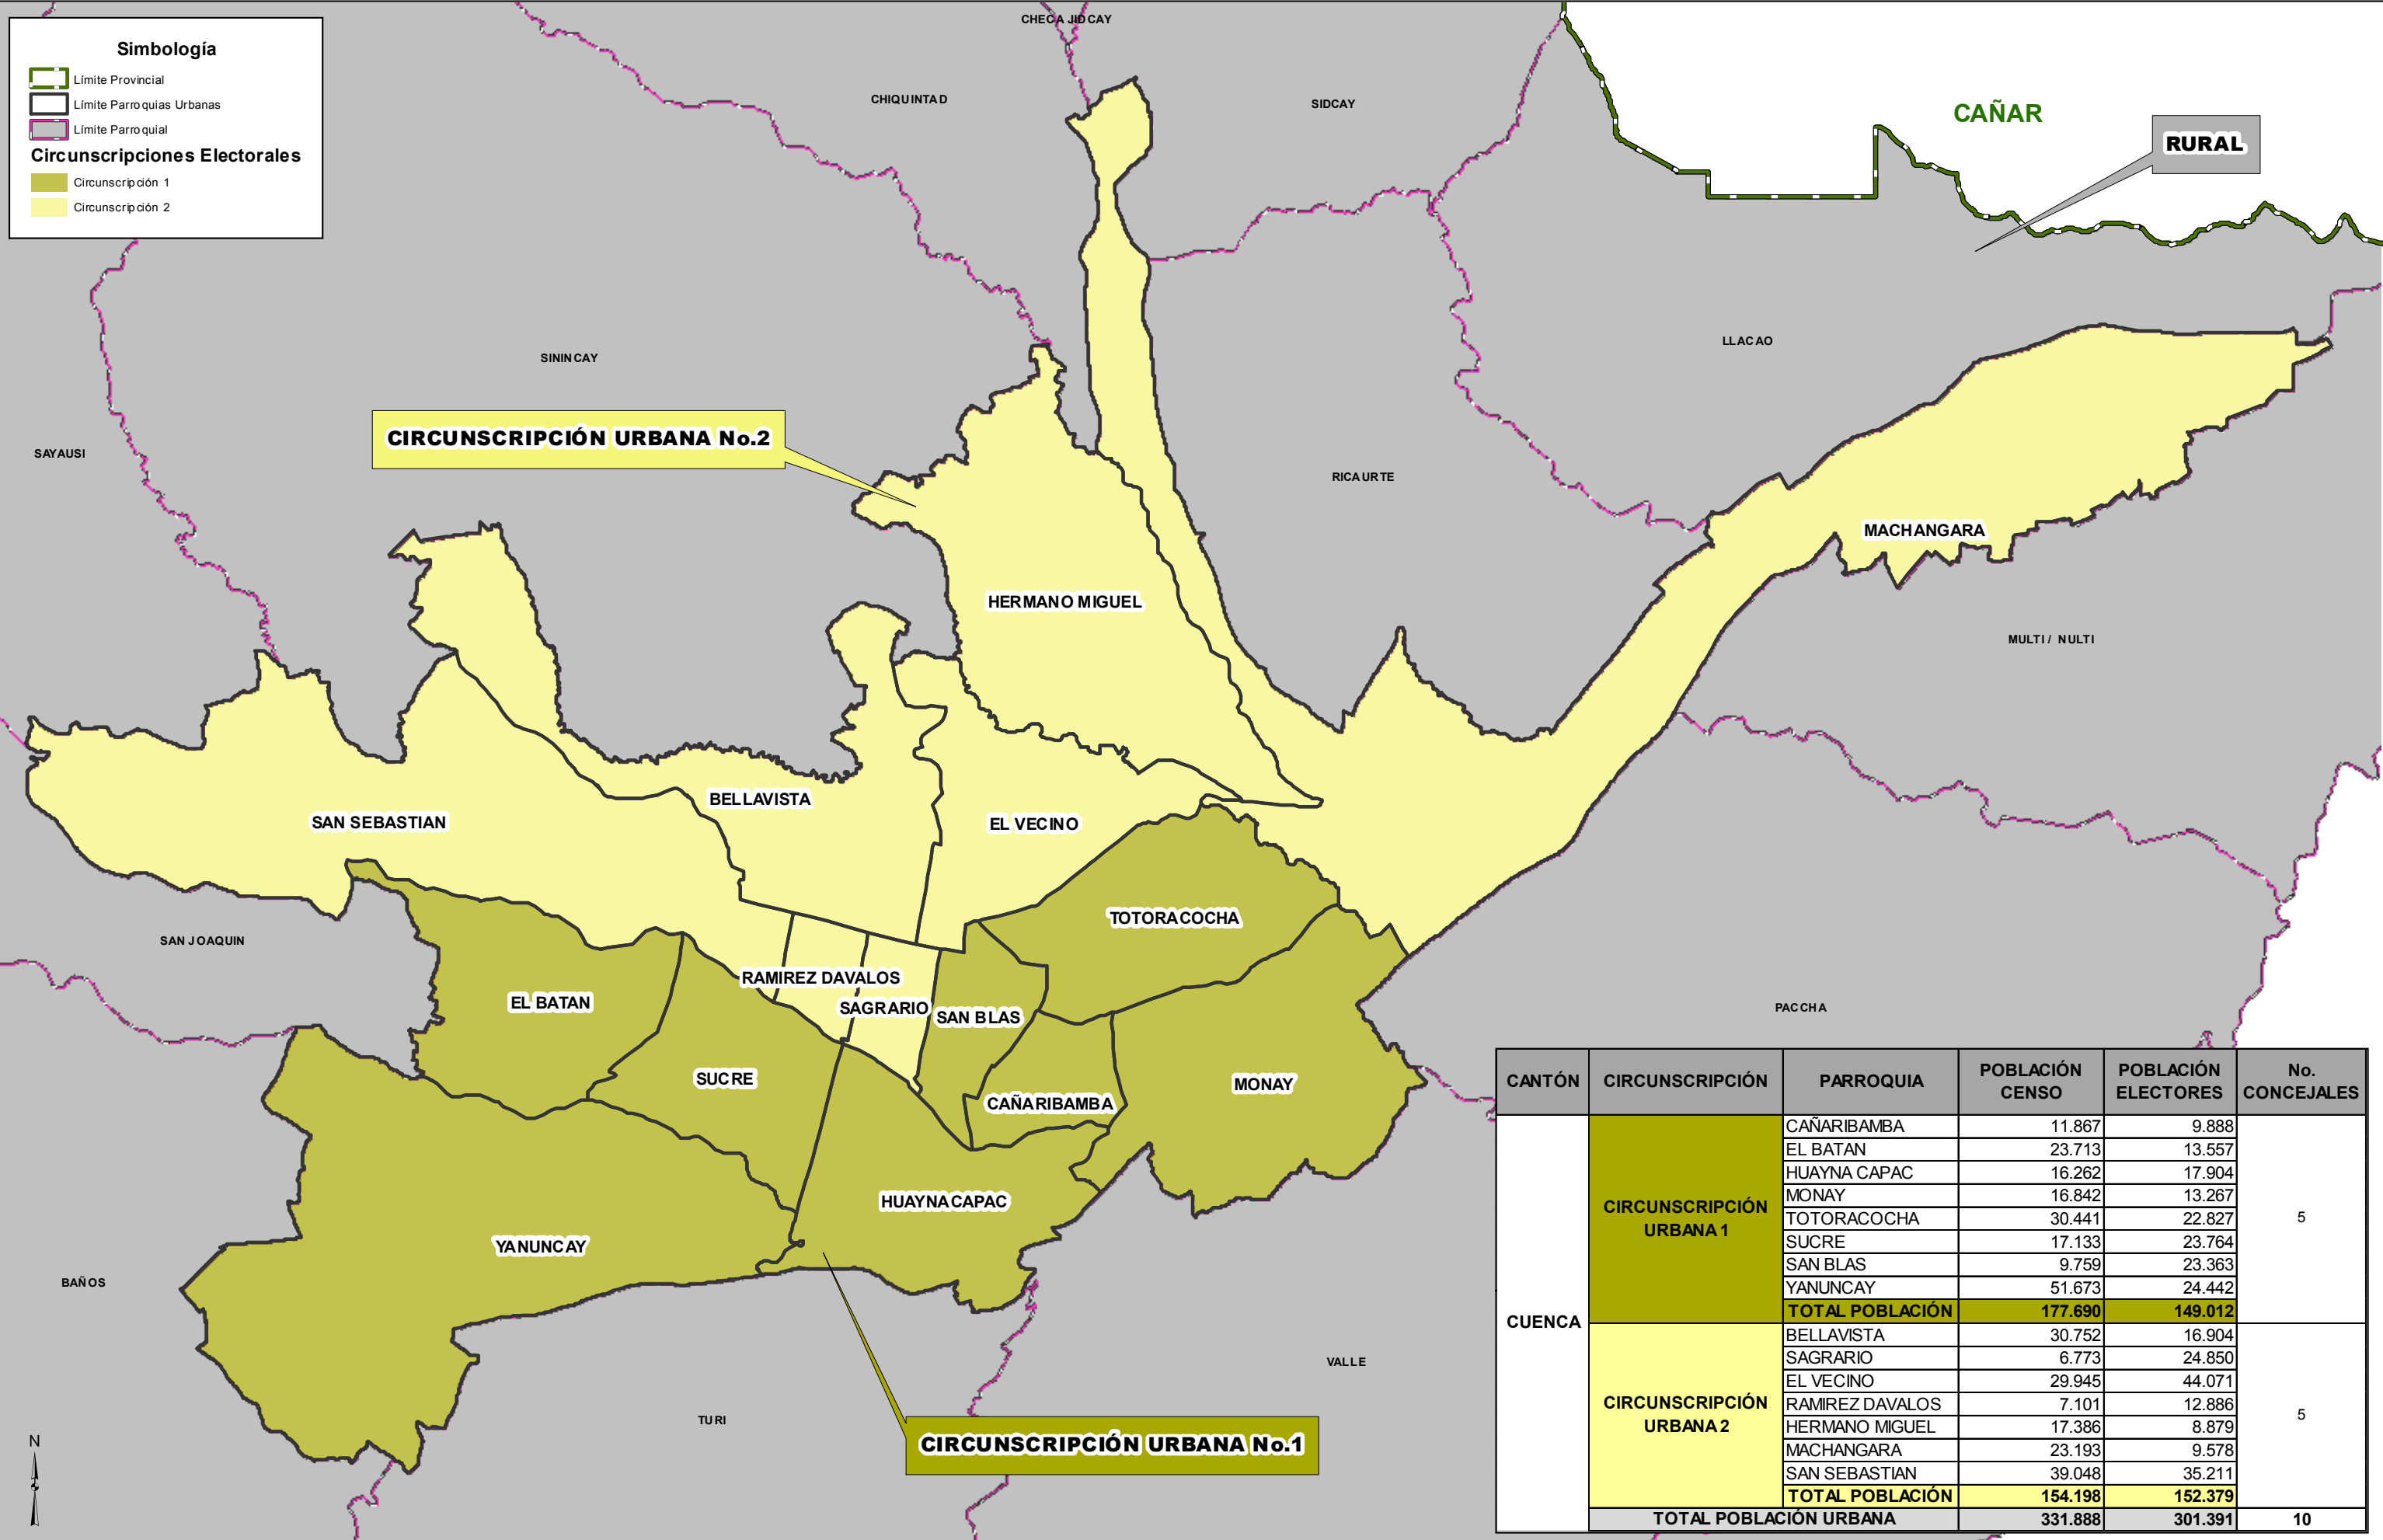 Simbología
Límite Provincial
Límite Parroquias Urbanas
Límite Parroquial
Circunscripciones Electorales
Circunscripción 1
Circunscripción 2
CHECA JIDCAY
CHIQUINTAD
SIDCAY
CAÑAR
RURAL
SININCAY
LLACAO
CIRCUNSCRIPCIÓN URBANA No.2
SAYAUSI
RICAURTE
MACHANGARA
HERMANO MIGUEL
MULTI / NULTI
BELLAVISTA
SAN SEBASTIAN
EL VECINO
TOTORACOCHA
SAN JOAQUIN
RAMIREZ DAVALOS
EL BATAN
SAGRARIO
SAN BLAS
PACCHA
SUCRE
MONAY
CAÑARIBAMBA
HUAYNA CAPAC
YANUNCAY
BAÑOS
VALLE
TURI
CIRCUNSCRIPCIÓN URBANA No.1
N
CANTÓN CIRCUNSCRIPCIÓN PARROQUIA POBLACIÓN CENSO POBLACIÓN ELECTORES No. CONCEJALES
CUENCA
CIRCUNSCRIPCIÓN URBANA 1
CAÑARIBAMBA 11.867 9.888
EL BATAN 23.713 13.557
HUAYNA CAPAC 16.262 17.904
MONAY 16.842 13.267
TOTORACOCHA 30.441 22.827
5
SUCRE 17.133 23.764
SAN BLAS 9.759 23.363
YANUNCAY 51.673 24.442
TOTAL POBLACIÓN 177.690 149.012
CIRCUNSCRIPCIÓN URBANA 2
BELLAVISTA 30.752 16.904
SAGRARIO 6.773 24.850
EL VECINO 29.945 44.071
RAMIREZ DAVALOS 7.101 12.886
5
HERMANO MIGUEL 17.386 8.879
MACHANGARA 23.193 9.578
SAN SEBASTIAN 39.048 35.211
TOTAL POBLACIÓN 154.198 152.379
TOTAL POBLACIÓN URBANA 331.888 301.391 10